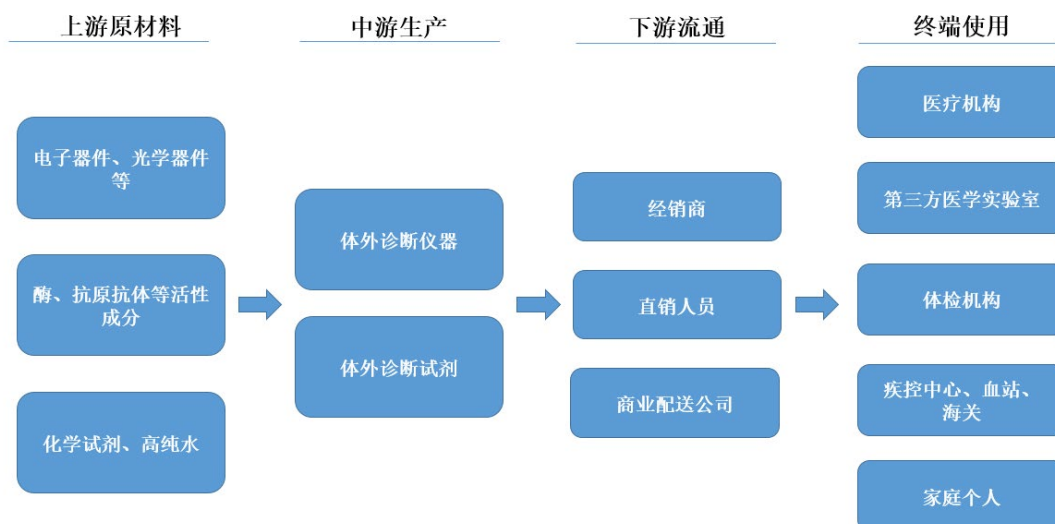 上游原材料
中游生产
下游流通
终端使用
电子器件、光学器件
等
酶、抗原抗体等活性
成分
化学试剂、高纯水
体外诊断仪器
体外诊断试剂
经销商
直销人员
商业配送公司
医疗机构
第三方医学实验室
体检机构
疾控中心、血站、
海关
家庭个人